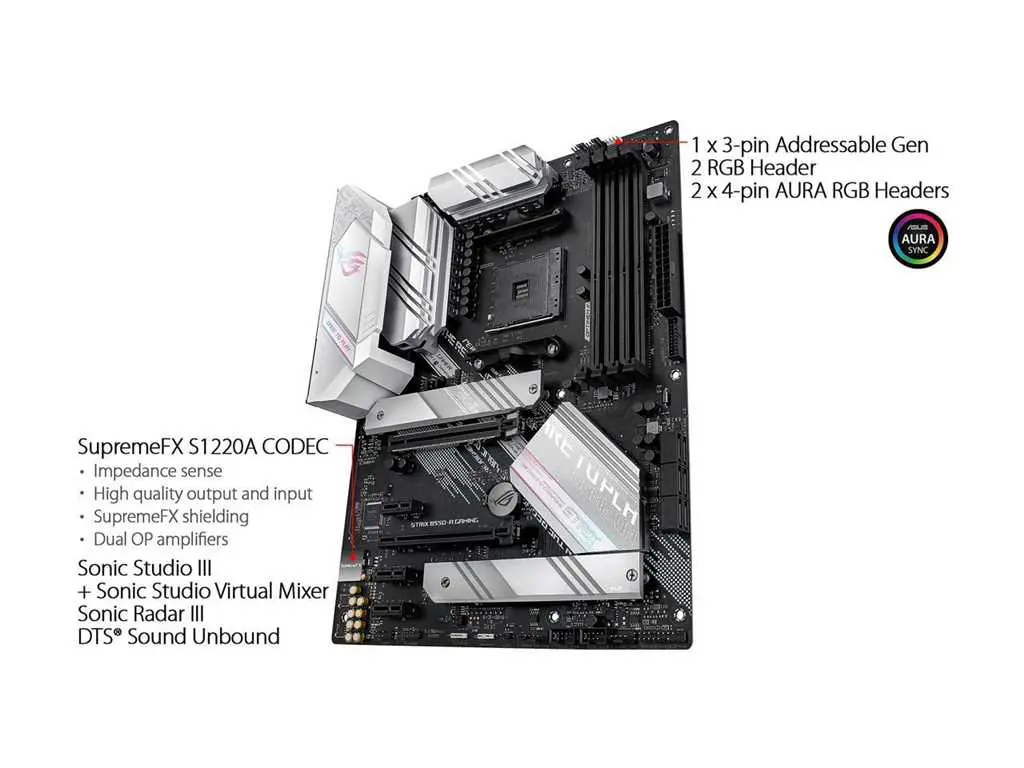 1 x 3-pin Addressable Gen
2 RGB Header
2 x 4-pin AURA RGB Headers
ASUS
AURA
SYNC
SupremeFX S1220A CODEC
• Impedance sense
• High quality output and input
• SupremeFX shielding
• Dual OP amplifiers
Sonic Studio III
+ Sonic Studio Virtual Mixer
Sonic Radar III
DTS® Sound Unbound
STRIX B550-A GAMING